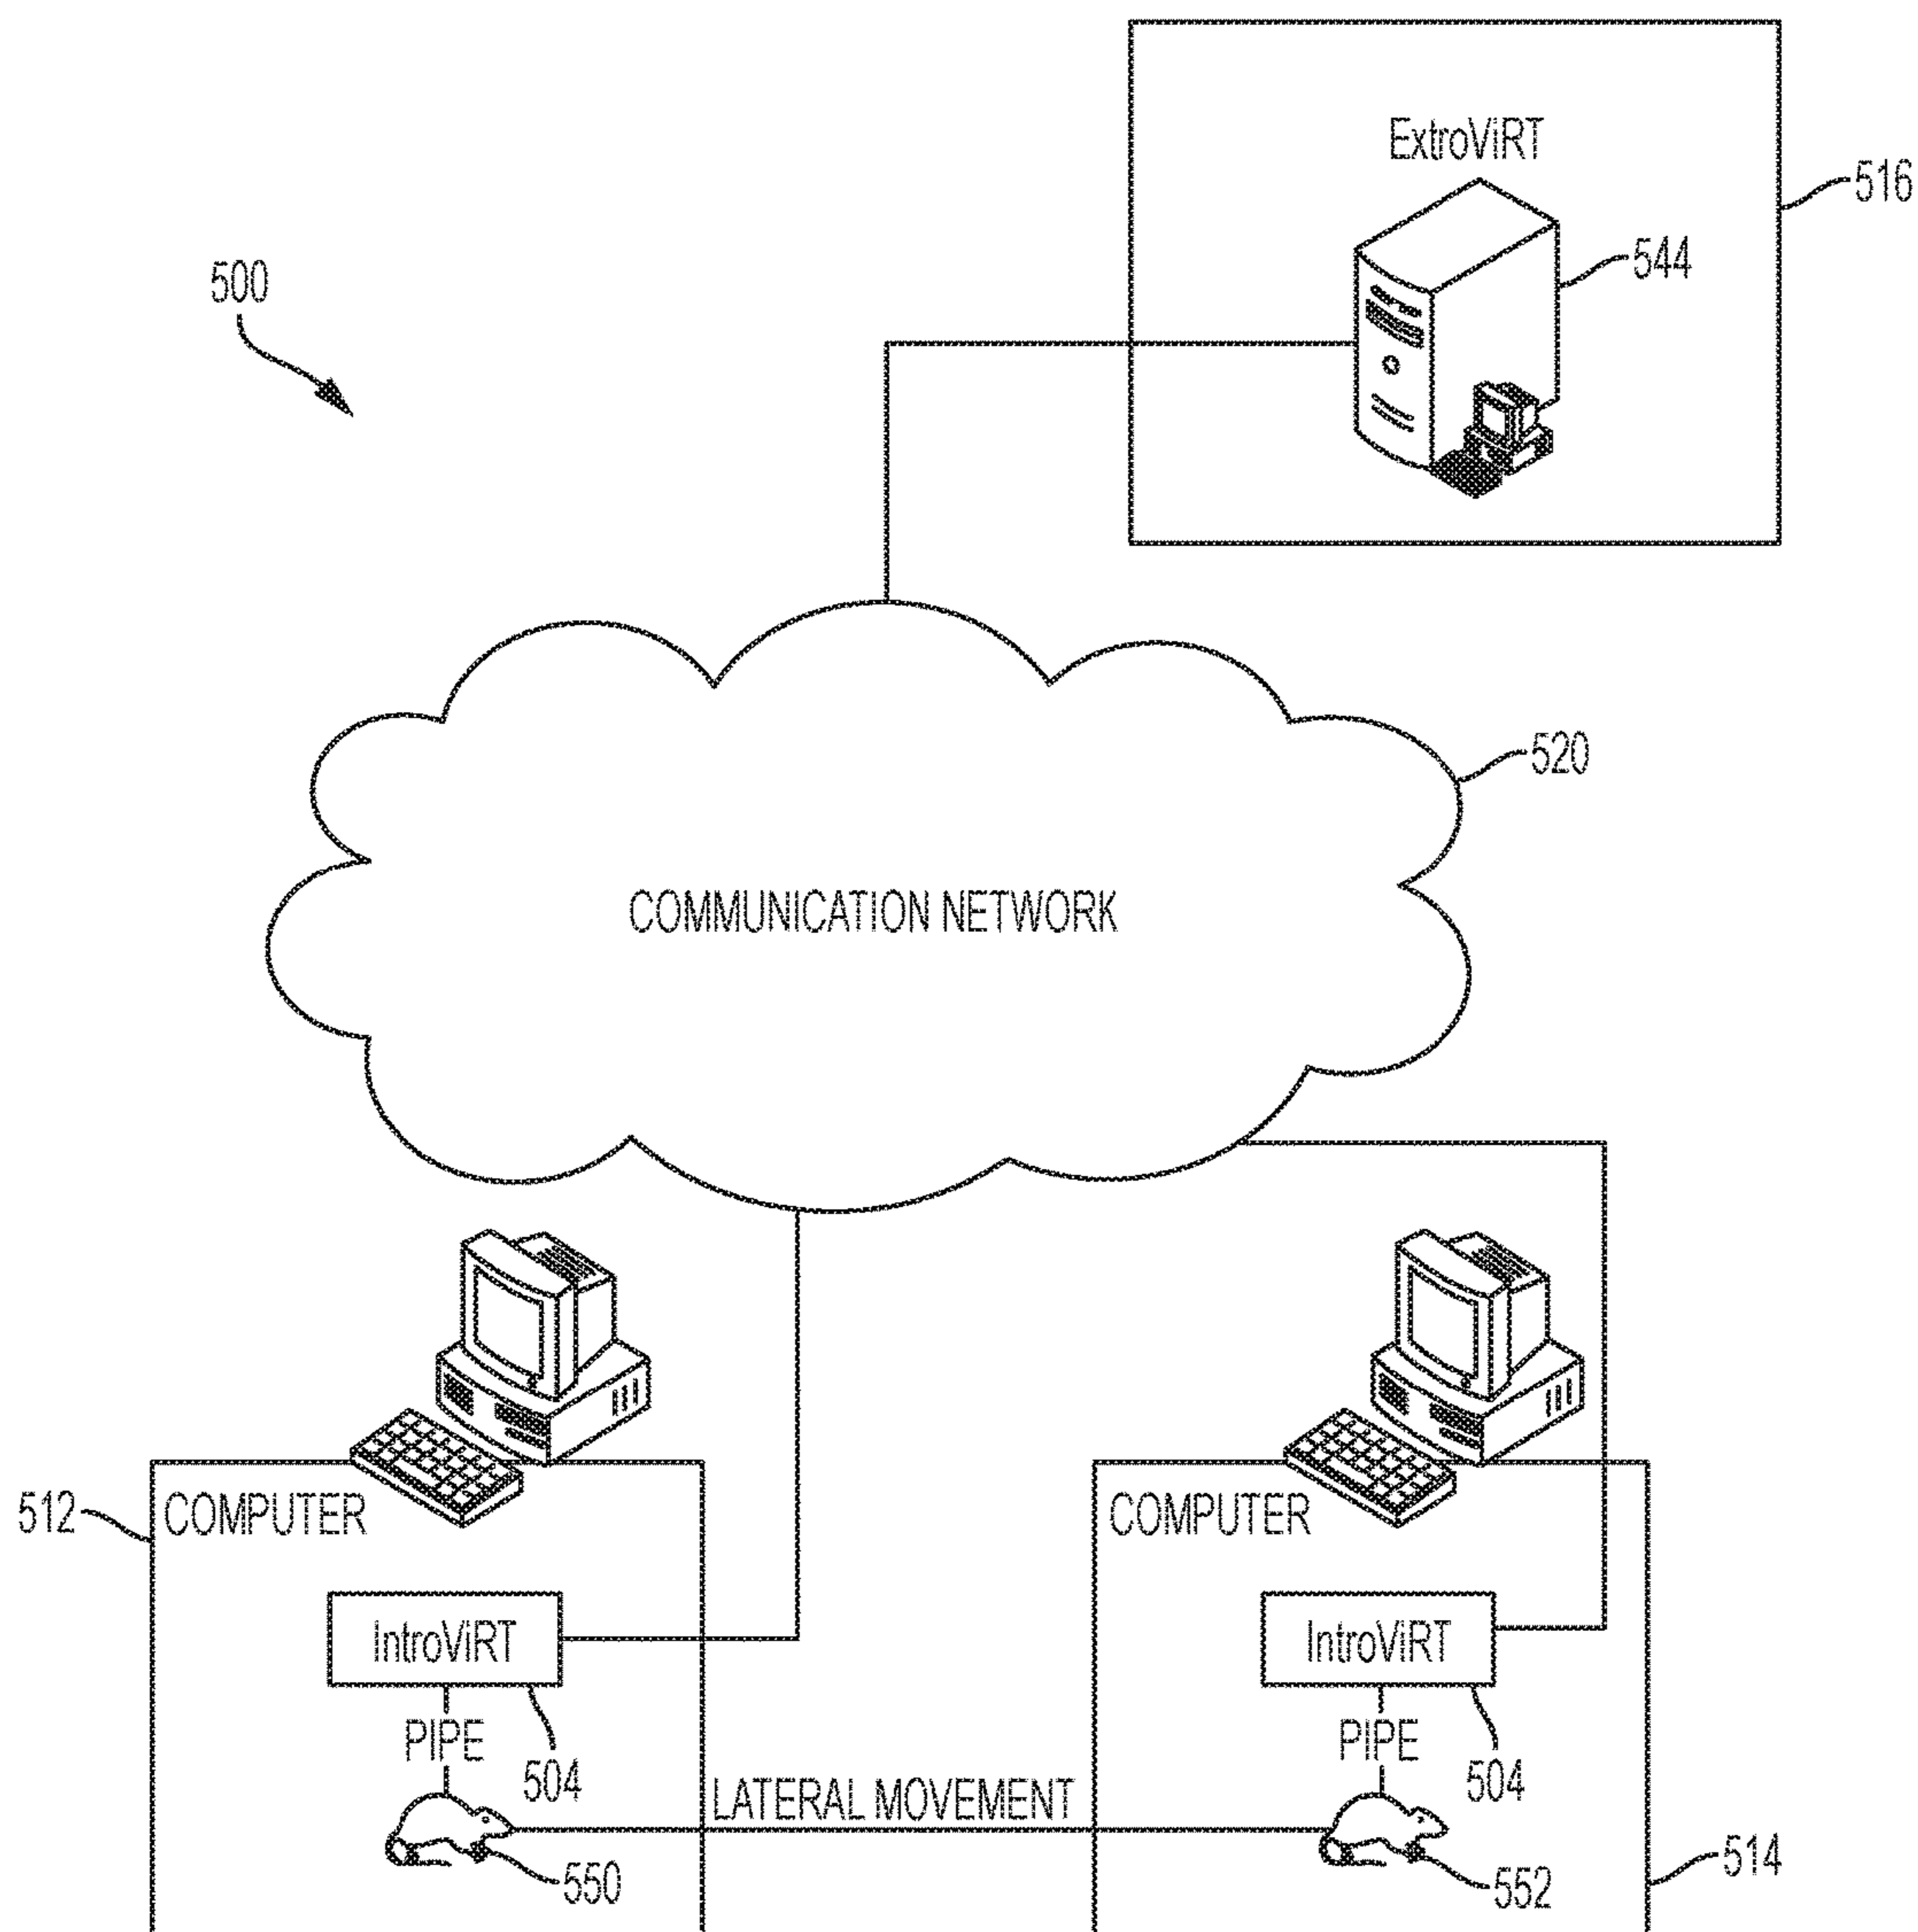 ExtroViRT
516
544
500
520
COMMUNICATION NETWORK
512
COMPUTER
COMPUTER
IntroViRT
IntroViRT
PIPE
PIPE
504
504
LATERAL MOVEMENT
550
552
514